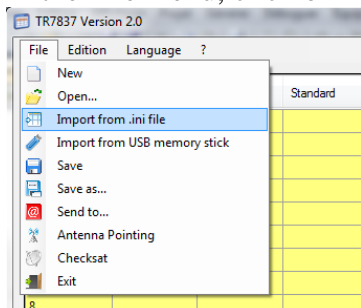 TR7837 Version 2.0
File Edition Language ?
New
Open...
Standard
Import from .ini file
Import from USB memory stick
Save
Save as...
@ Send to...
Antenna Pointing
Checksat
Exit
8